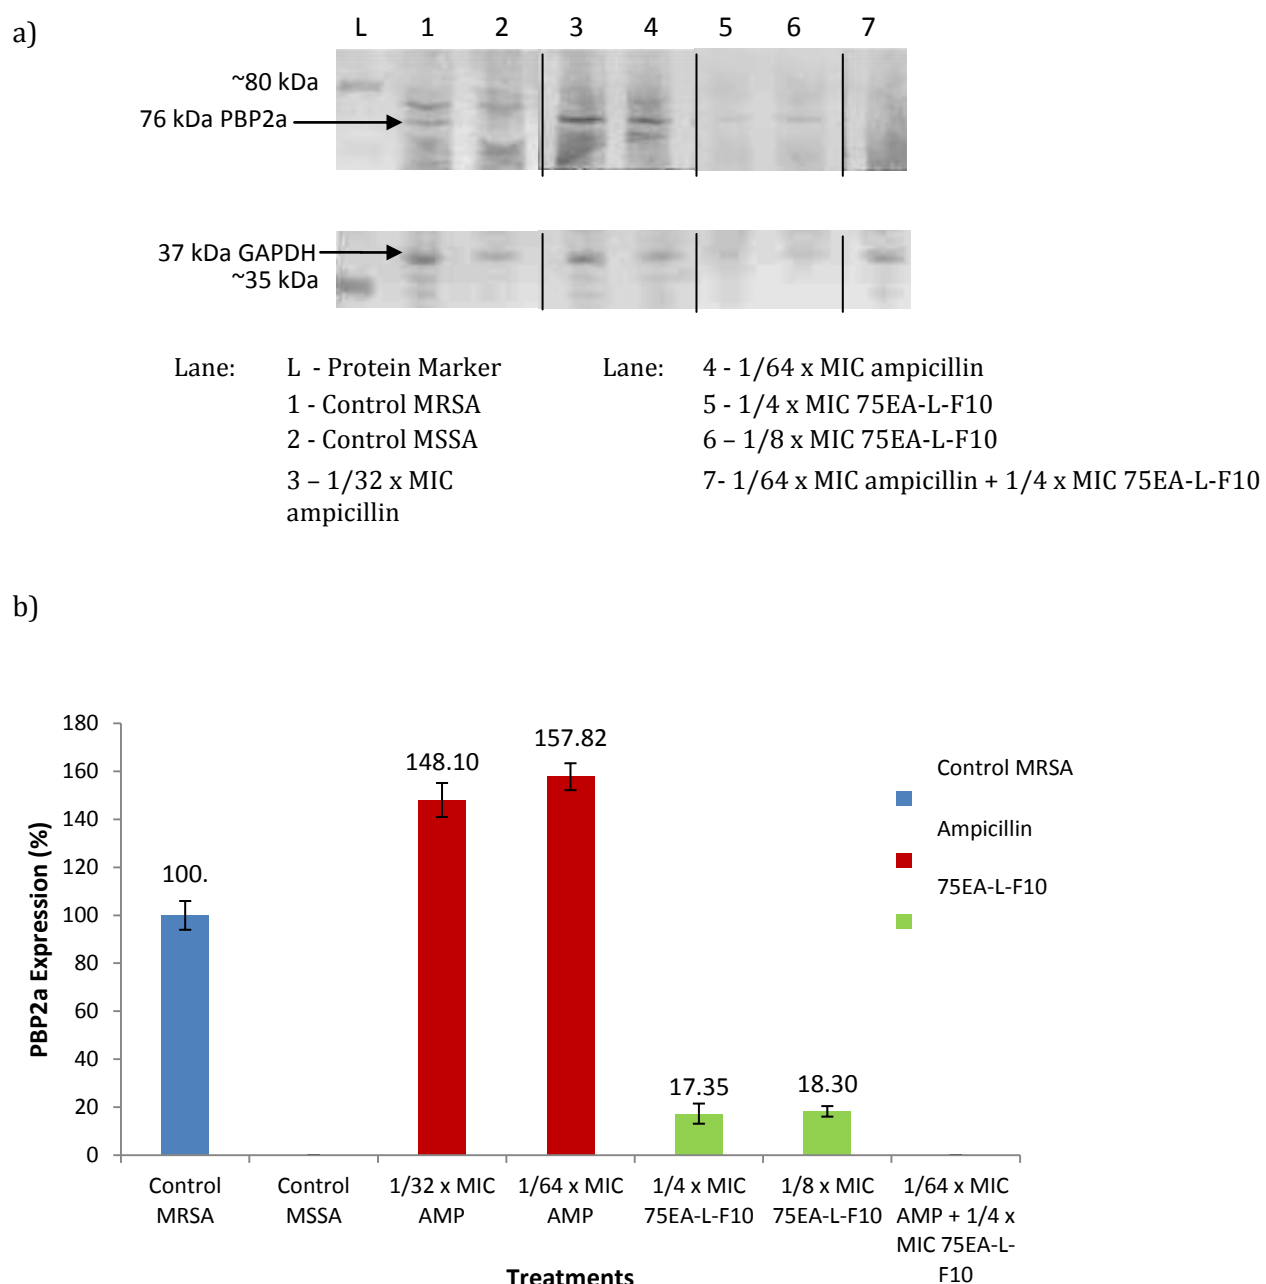 a)
L 1 2 3 4 5 6 7
~80 kDa
76 kDa PBP2a
37 kDa GAPDH
~35 kDa
Lane: L - Protein Marker
1 - Control MRSA
2 - Control MSSA
3 – 1/32 x MIC
ampicillin
Lane: 4 - 1/64 x MIC ampicillin
5 - 1/4 x MIC 75EA-L-F10
6 – 1/8 x MIC 75EA-L-F10
7- 1/64 x MIC ampicillin + 1/4 x MIC 75EA-L-F10
b)
PBP2a Expression (%)
180
160
140
120
100
80
60
40
20
0
100.
148.10
157.82
17.35
18.30
Control MRSA
Ampicillin
75EA-L-F10
Control
MRSA
Control
MSSA
1/32 x MIC
AMP
1/64 x MIC
AMP
1/4 x MIC
75EA-L-F10
1/8 x MIC
75EA-L-F10
1/64 x MIC
AMP + 1/4 x
MIC 75EA-L-
F10
Treatments